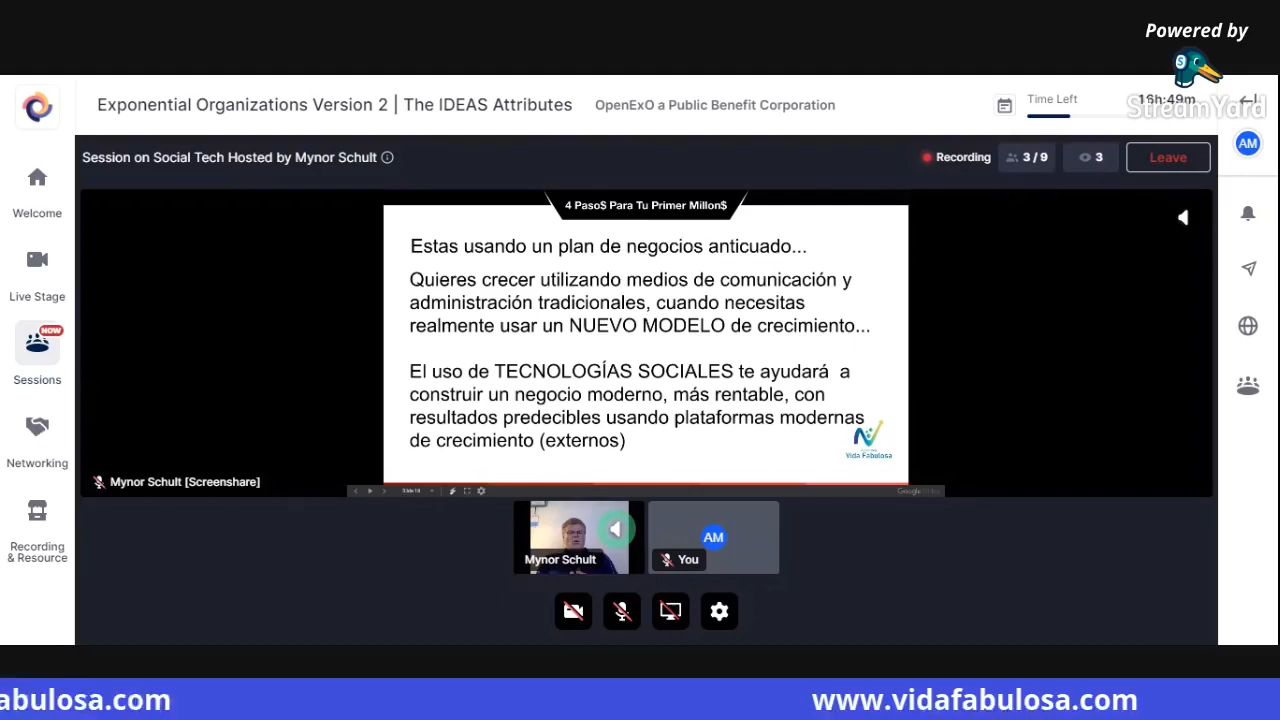 Powered by
StreamYard
Exponential Organizations Version 2 | The IDEAS Attributes
OpenExO a Public Benefit Corporation
Time Left
16h:49m
AM
Session on Social Tech Hosted by Mynor Schult
Recording
3 / 9
3
Leave
Welcome
Live Stage
NOW
Sessions
Networking
Recording
& Resource
4 Paso$ Para Tu Primer Millon$
Estas usando un plan de negocios anticuado...
Quieres crecer utilizando medios de comunicación y
administración tradicionales, cuando necesitas
realmente usar un NUEVO MODELO de crecimiento...
El uso de TECNOLOGÍAS SOCIALES te ayudará a
construir un negocio moderno, más rentable, con
resultados predecibles usando plataformas modernas
de crecimiento (externos)
Vida Fabulosa
Mynor Schult [Screenshare]
Google
Mynor Schult
AM
You
abulosa.com
www.vidafabulosa.com